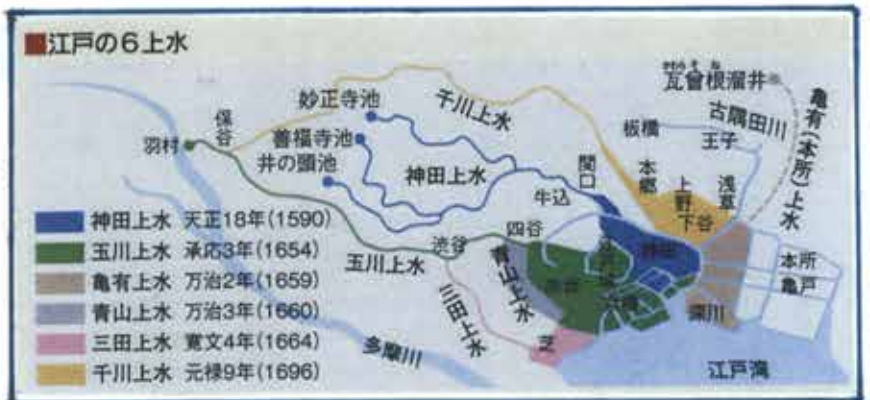 ■江戸の6上水
瓦曾根溜井
かわらそね
古隅田川
亀有(本所)上水
板橋
王子
千川上水
妙正寺池
善福寺池
井の頭池
保谷
羽村
神田上水
関口
牛込
本郷
上野
下谷
浅草
四谷
渋谷
玉川上水
青山上水
三田上水
神田
芝
深川
本所
亀戸
多摩川
江戸湾
神田上水 天正18年(1590)
玉川上水 承応3年(1654)
亀有上水 万治2年(1659)
青山上水 万治3年(1660)
三田上水 寛文4年(1664)
千川上水 元禄9年(1696)